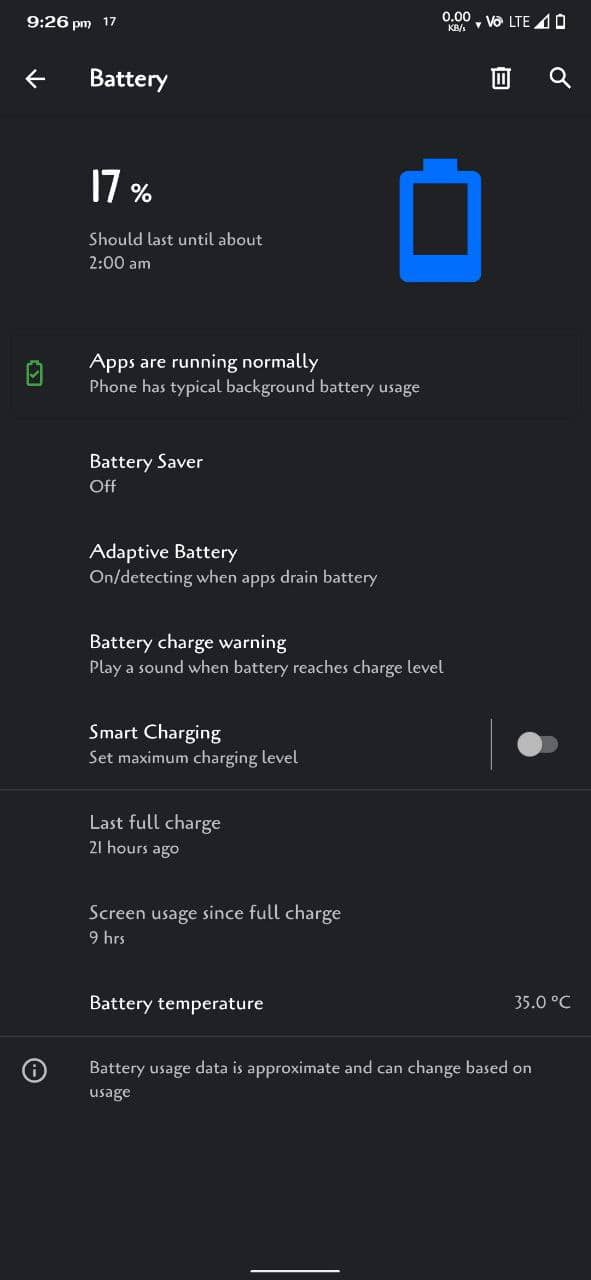 9:26 pm 17
0.00 KB/s Vo LTE
Battery
17 %
Should last until about
2:00 am
Apps are running normally
Phone has typical background battery usage
Battery Saver
Off
Adaptive Battery
On/detecting when apps drain battery
Battery charge warning
Play a sound when battery reaches charge level
Smart Charging
Set maximum charging level
Last full charge
21 hours ago
Screen usage since full charge
9 hrs
Battery temperature
35.0 °C
Battery usage data is approximate and can change based on
usage